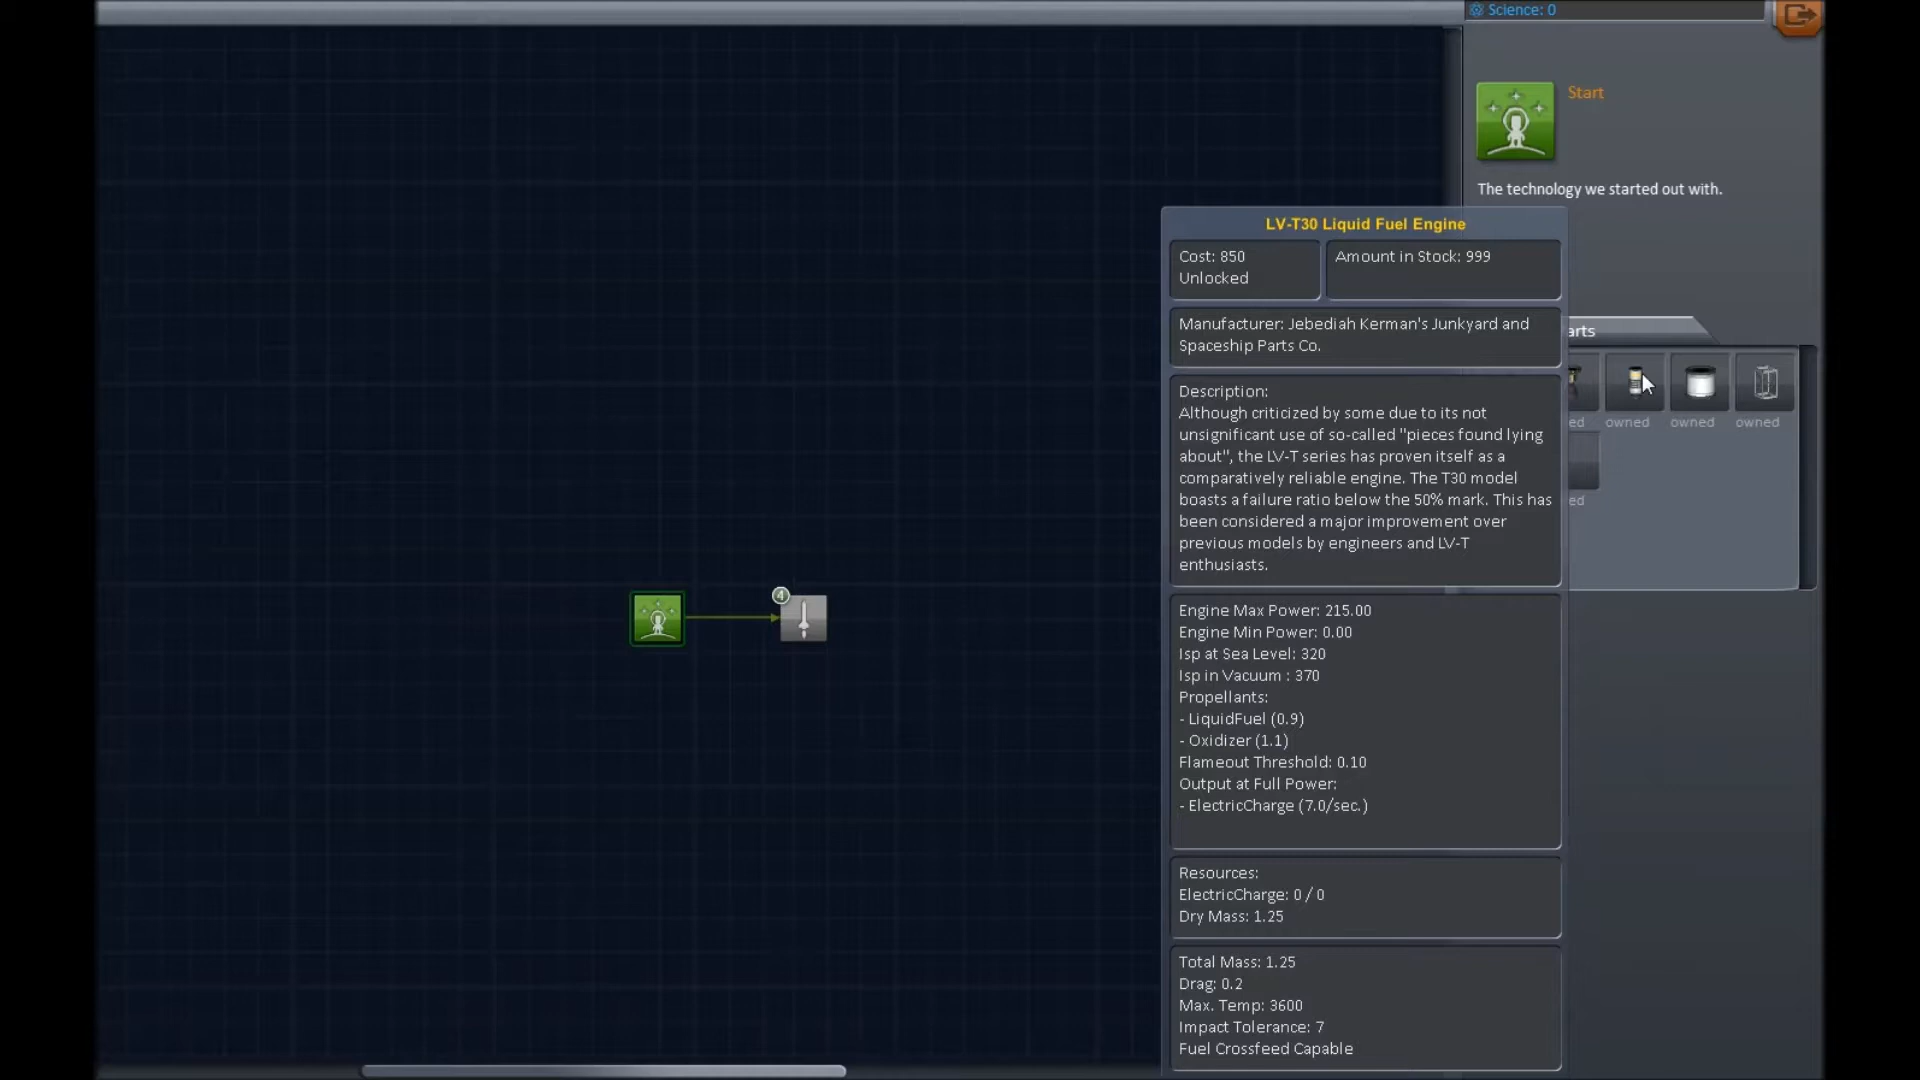 Science: 0
Start
The technology we started out with.
LV-T30 Liquid Fuel Engine
Cost: 850
Unlocked
Amount in Stock: 999
Manufacturer: Jebediah Kerman's Junkyard and
Spaceship Parts Co.
arts
Description:
Although criticized by some due to its not
unsignificant use of so-called "pieces found lying
about", the LV-T series has proven itself as a
comparatively reliable engine. The T30 model
boasts a failure ratio below the 50% mark. This has
been considered a major improvement over
previous models by engineers and LV-T
enthusiasts.
ed owned owned owned
ed
4
Engine Max Power: 215.00
Engine Min Power: 0.00
Isp at Sea Level: 320
Isp in Vacuum : 370
Propellants:
- LiquidFuel (0.9)
- Oxidizer (1.1)
Flameout Threshold: 0.10
Output at Full Power:
- ElectricCharge (7.0/sec.)
Resources:
ElectricCharge: 0 / 0
Dry Mass: 1.25
Total Mass: 1.25
Drag: 0.2
Max. Temp: 3600
Impact Tolerance: 7
Fuel Crossfeed Capable